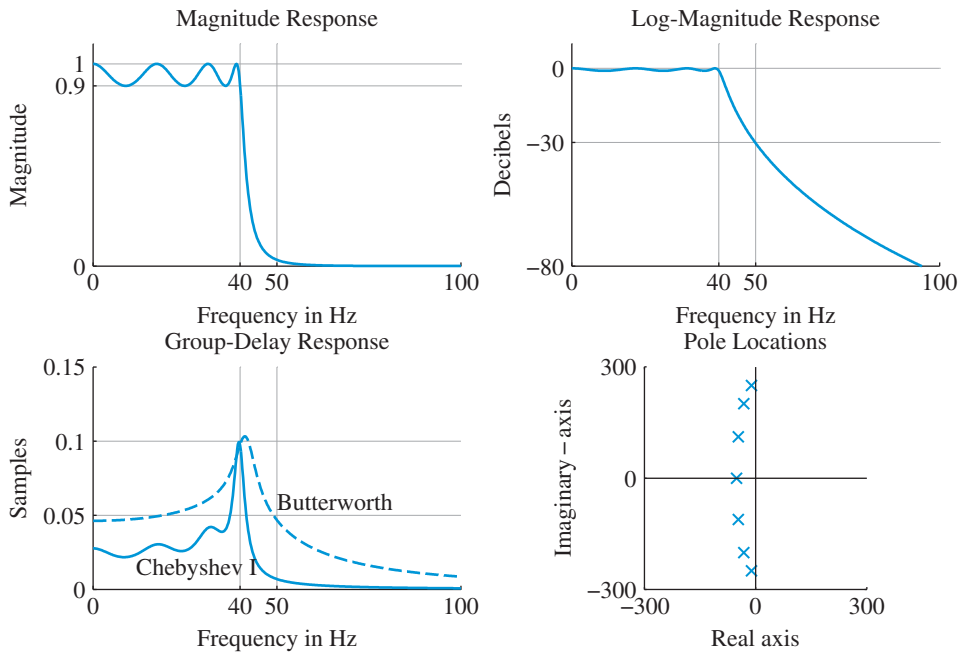 Magnitude Response
Magnitude
1
0.9
0
0
40
50
100
Frequency in Hz
Log-Magnitude Response
Decibels
0
−30
−80
0
40
50
100
Frequency in Hz
Group-Delay Response
Samples
0.15
0.1
0.05
0
Butterworth
Chebyshev I
0
40
50
100
Frequency in Hz
Pole Locations
Imaginary−axis
300
0
−300
−300
0
300
Real axis